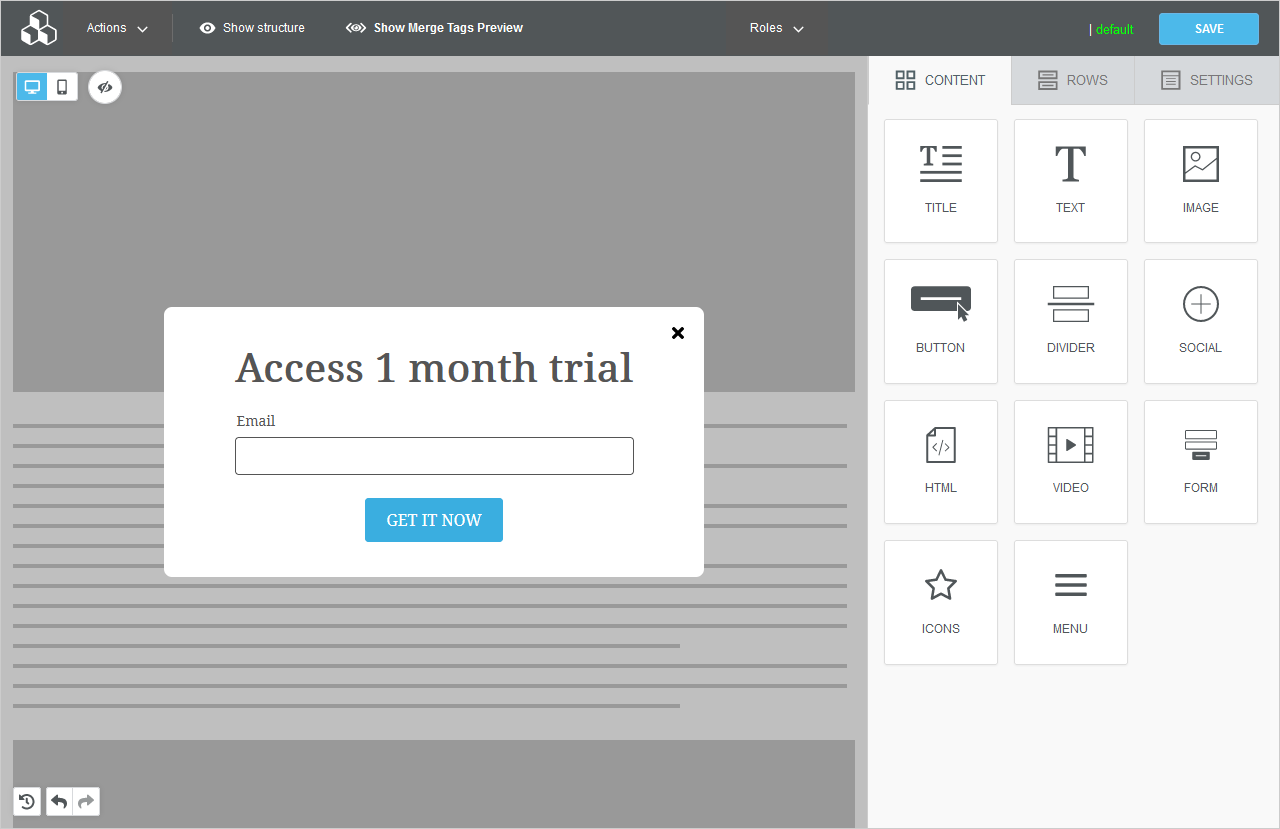 Actions
Show structure
Show Merge Tags Preview
Roles
| default
SAVE
CONTENT
ROWS
SETTINGS
Access 1 month trial
Email
GET IT NOW
TITLE
TEXT
IMAGE
BUTTON
DIVIDER
SOCIAL
HTML
VIDEO
FORM
ICONS
MENU